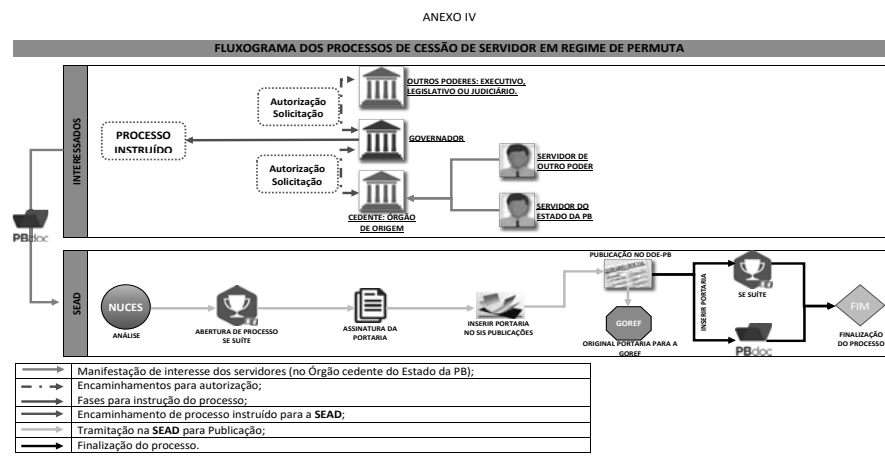 ANEXO IV
FLUXOGRAMA DOS PROCESSOS DE CESSÃO DE SERVIDOR EM REGIME DE PERMUTA
INTERESSADOS
OUTROS PODERES: EXECUTIVO,
LEGISLATIVO OU JUDICIÁRIO.
Autorização
Solicitação
PROCESSO
INSTRUÍDO
GOVERNADOR
Autorização
Solicitação
SERVIDOR DE
OUTRO PODER
SERVIDOR DO
ESTADO DA PB
CEDENTE: ÓRGÃO
DE ORIGEM
PBdoc
SEAD
NUCES
ANÁLISE
ABERTURA DE PROCESSO
SE SUÍTE
ASSINATURA DA
PORTARIA
INSERIR PORTARIA
NO SIS PUBLICAÇÕES
PUBLICAÇÃO NO DOE-PB
GOREF
ORIGINAL PORTARIA PARA A
GOREF
INSERIR PORTARIA
SE SUÍTE
PBdoc
FIM
FINALIZAÇÃO
DO PROCESSO
Manifestação de interesse dos servidores (no Órgão cedente do Estado da PB);
Encaminhamentos para autorização;
Fases para instrução do processo;
Encaminhamento de processo instruído para a SEAD;
Tramitação na SEAD para Publicação;
Finalização do processo.